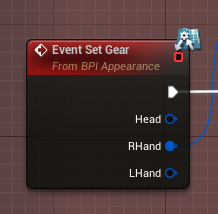 Event Set Gear
From BPI Appearance
Head
RHand
LHand